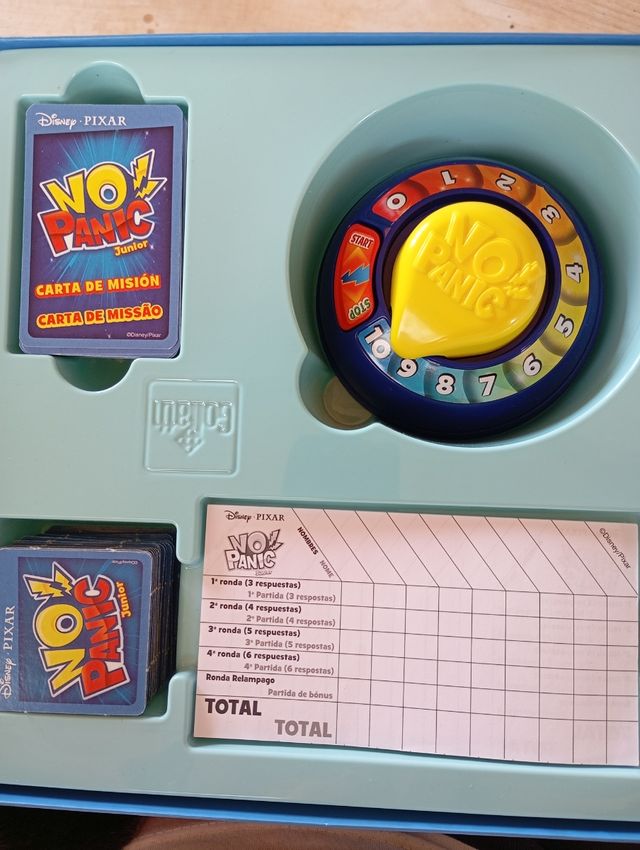 Disney · PIXAR
NO
PANIC
Junior
CARTA DE MISIÓN
CARTA DE MISSÃO
©Disney/Pixar
0 1 2 3 4 5 6 7 8 9 10
START
STOP
NO
PANIC
Goliath
Disney · PIXAR
NO
PANIC
Junior
©Disney/Pixar
Disney · PIXAR
NO
PANIC
Junior
NOMBRES
NOME
©Disney/Pixar
1ª ronda (3 respuestas)
1ª Partida (3 respostas)
2ª ronda (4 respuestas)
2ª Partida (4 respostas)
3ª ronda (5 respuestas)
3ª Partida (5 respostas)
4ª ronda (6 respuestas)
4ª Partida (6 respostas)
Ronda Relampago
Partida de bónus
TOTAL
TOTAL